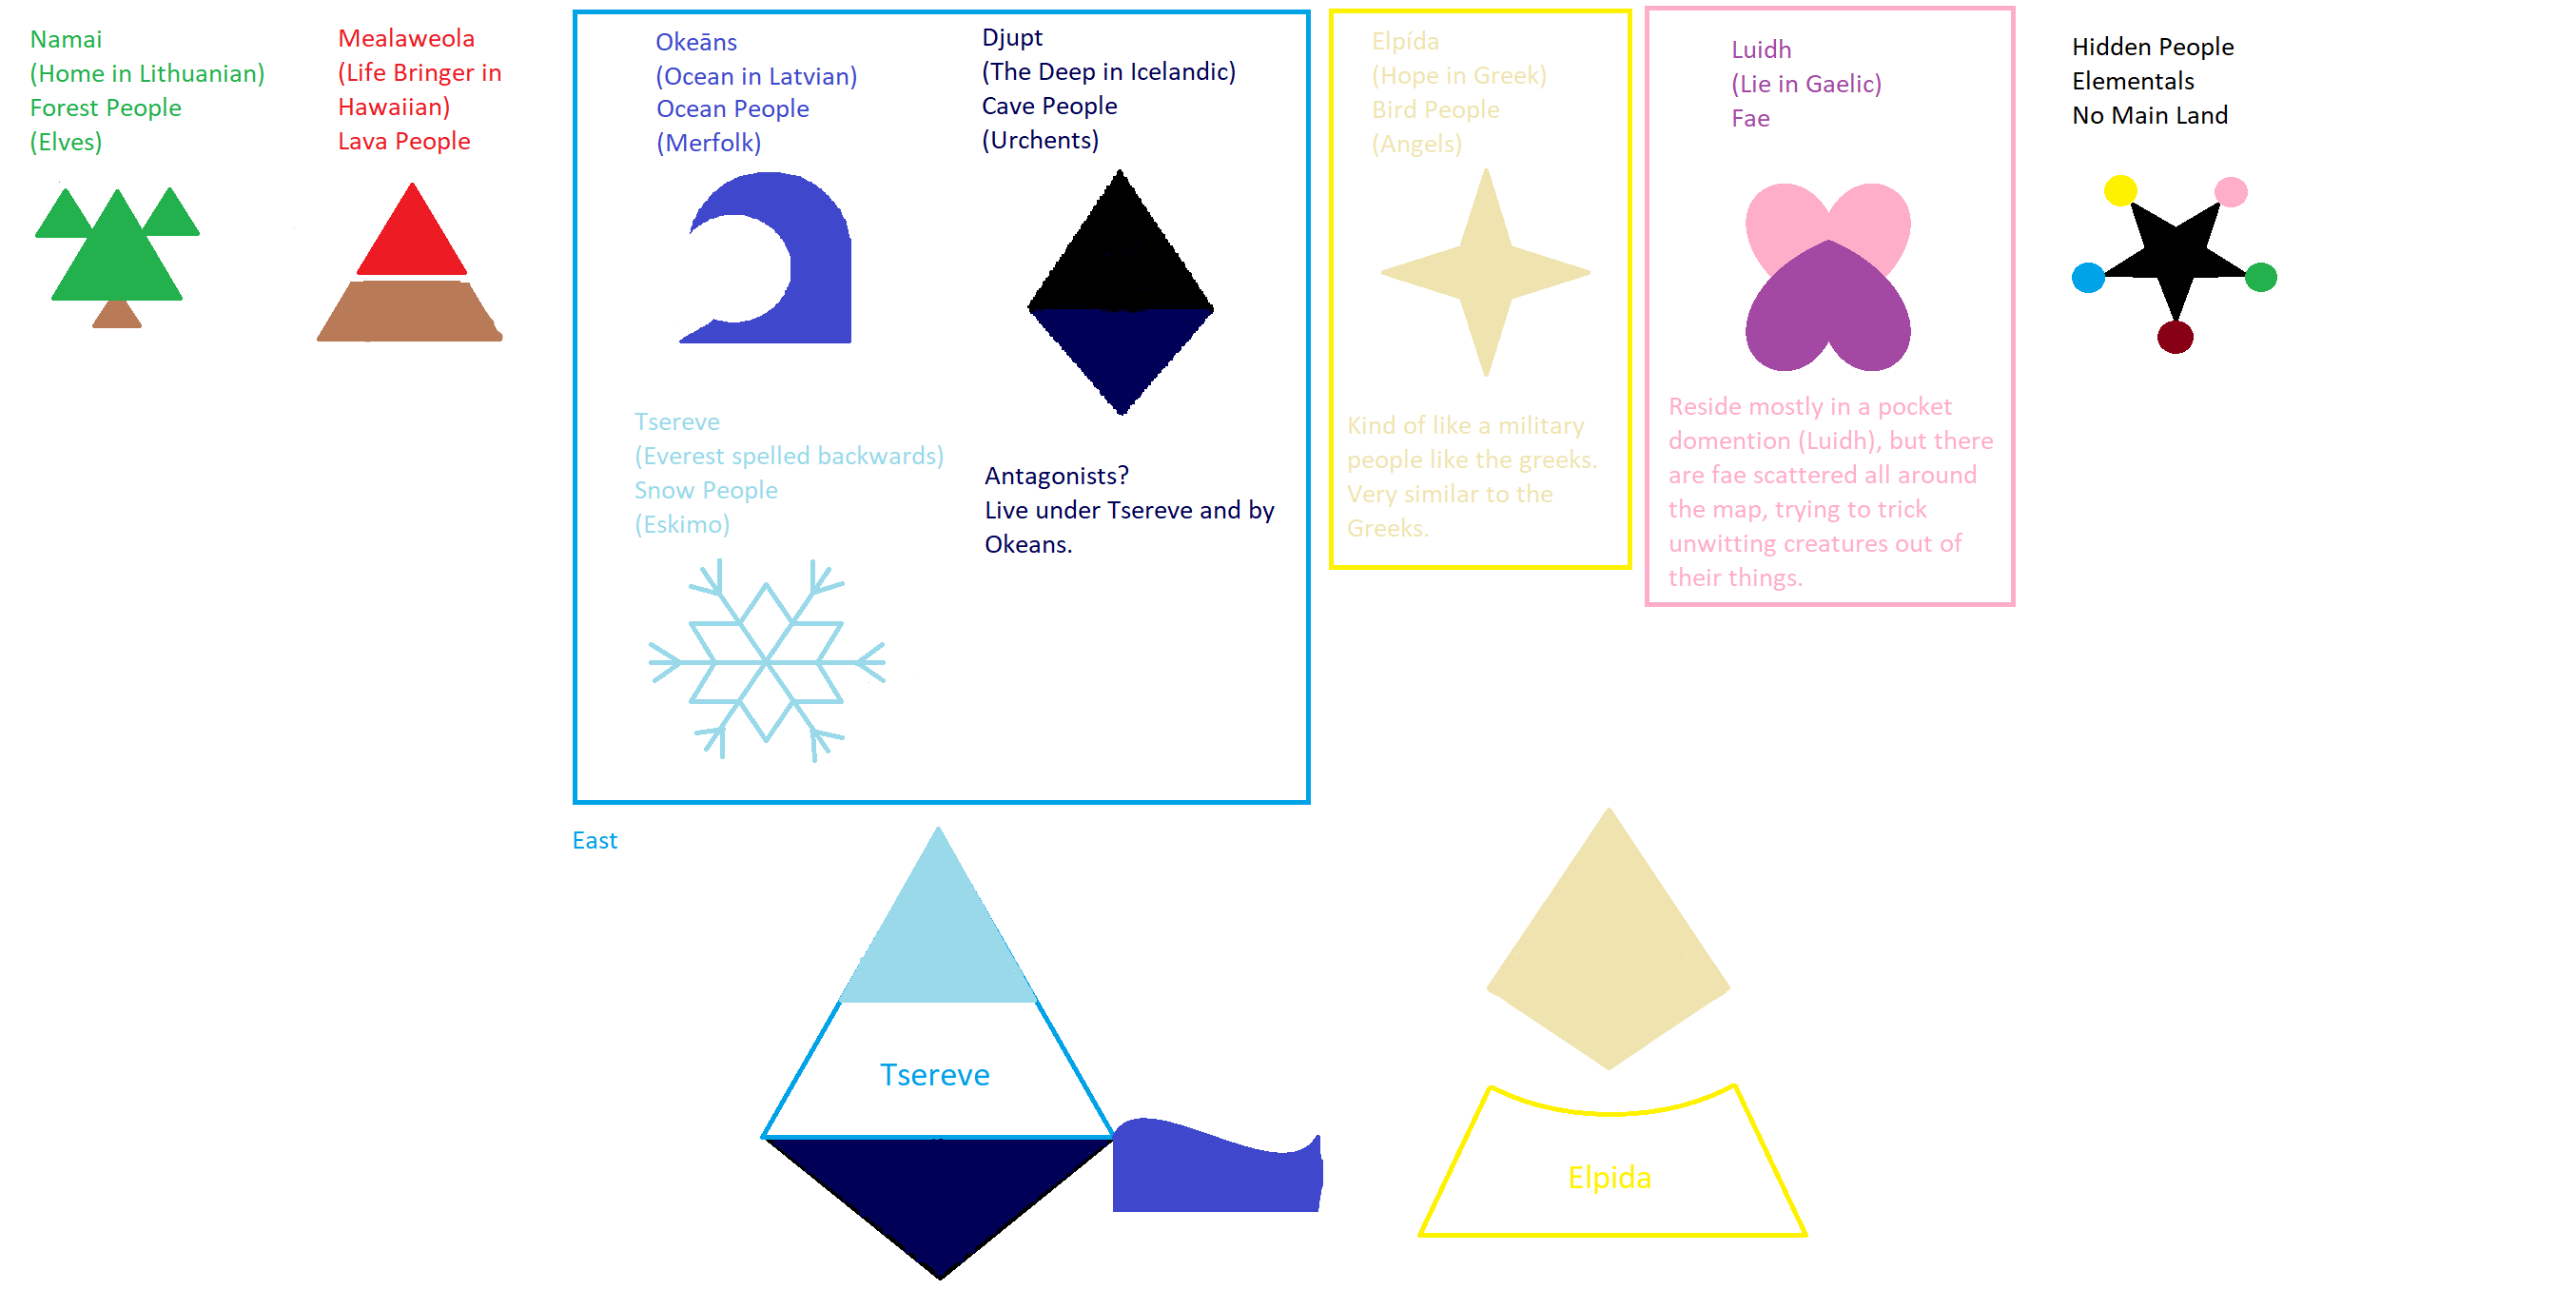 Namai
(Home in Lithuanian)
Forest People
(Elves)
Mealaweola
(Life Bringer in
Hawaiian)
Lava People
Okeāns
(Ocean in Latvian)
Ocean People
(Merfolk)
Djupt
(The Deep in Icelandic)
Cave People
(Urchents)
Elpída
(Hope in Greek)
Bird People
(Angels)
Luidh
(Lie in Gaelic)
Fae
Hidden People
Elementals
No Main Land
Tsereve
(Everest spelled backwards)
Snow People
(Eskimo)
Antagonists?
Live under Tsereve and by
Okeans.
Kind of like a military
people like the greeks.
Very similar to the
Greeks.
Reside mostly in a pocket
domention (Luidh), but there
are fae scattered all around
the map, trying to trick
unwitting creatures out of
their things.
East
Tsereve
Elpida